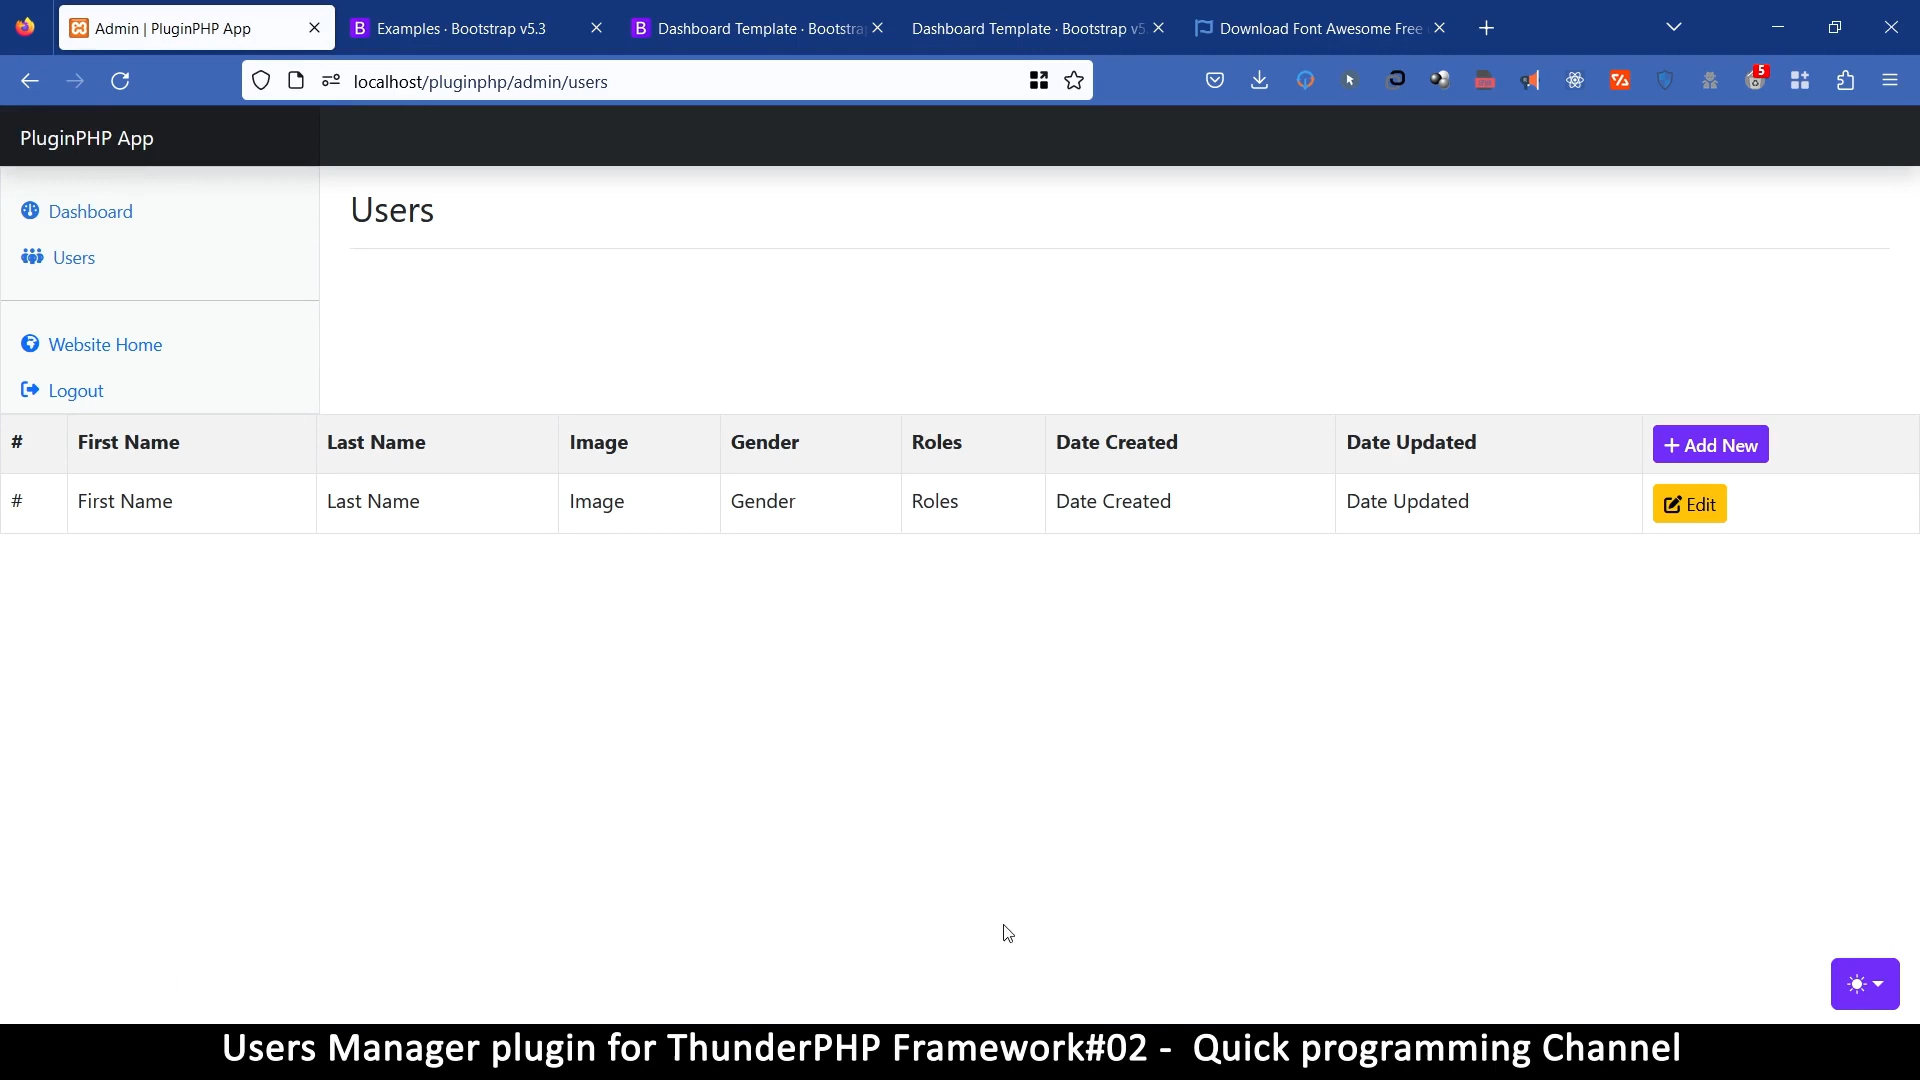 Admin | PluginPHP App
Examples · Bootstrap v5.3
Dashboard Template · Bootstra
Dashboard Template · Bootstrap v5.
Download Font Awesome Free
localhost/pluginphp/admin/users
5
PluginPHP App
Dashboard
Users
Website Home
Logout
Users
# First Name Last Name Image Gender Roles Date Created Date Updated + Add New
# First Name Last Name Image Gender Roles Date Created Date Updated Edit
Users Manager plugin for ThunderPHP Framework#02 - Quick programming Channel